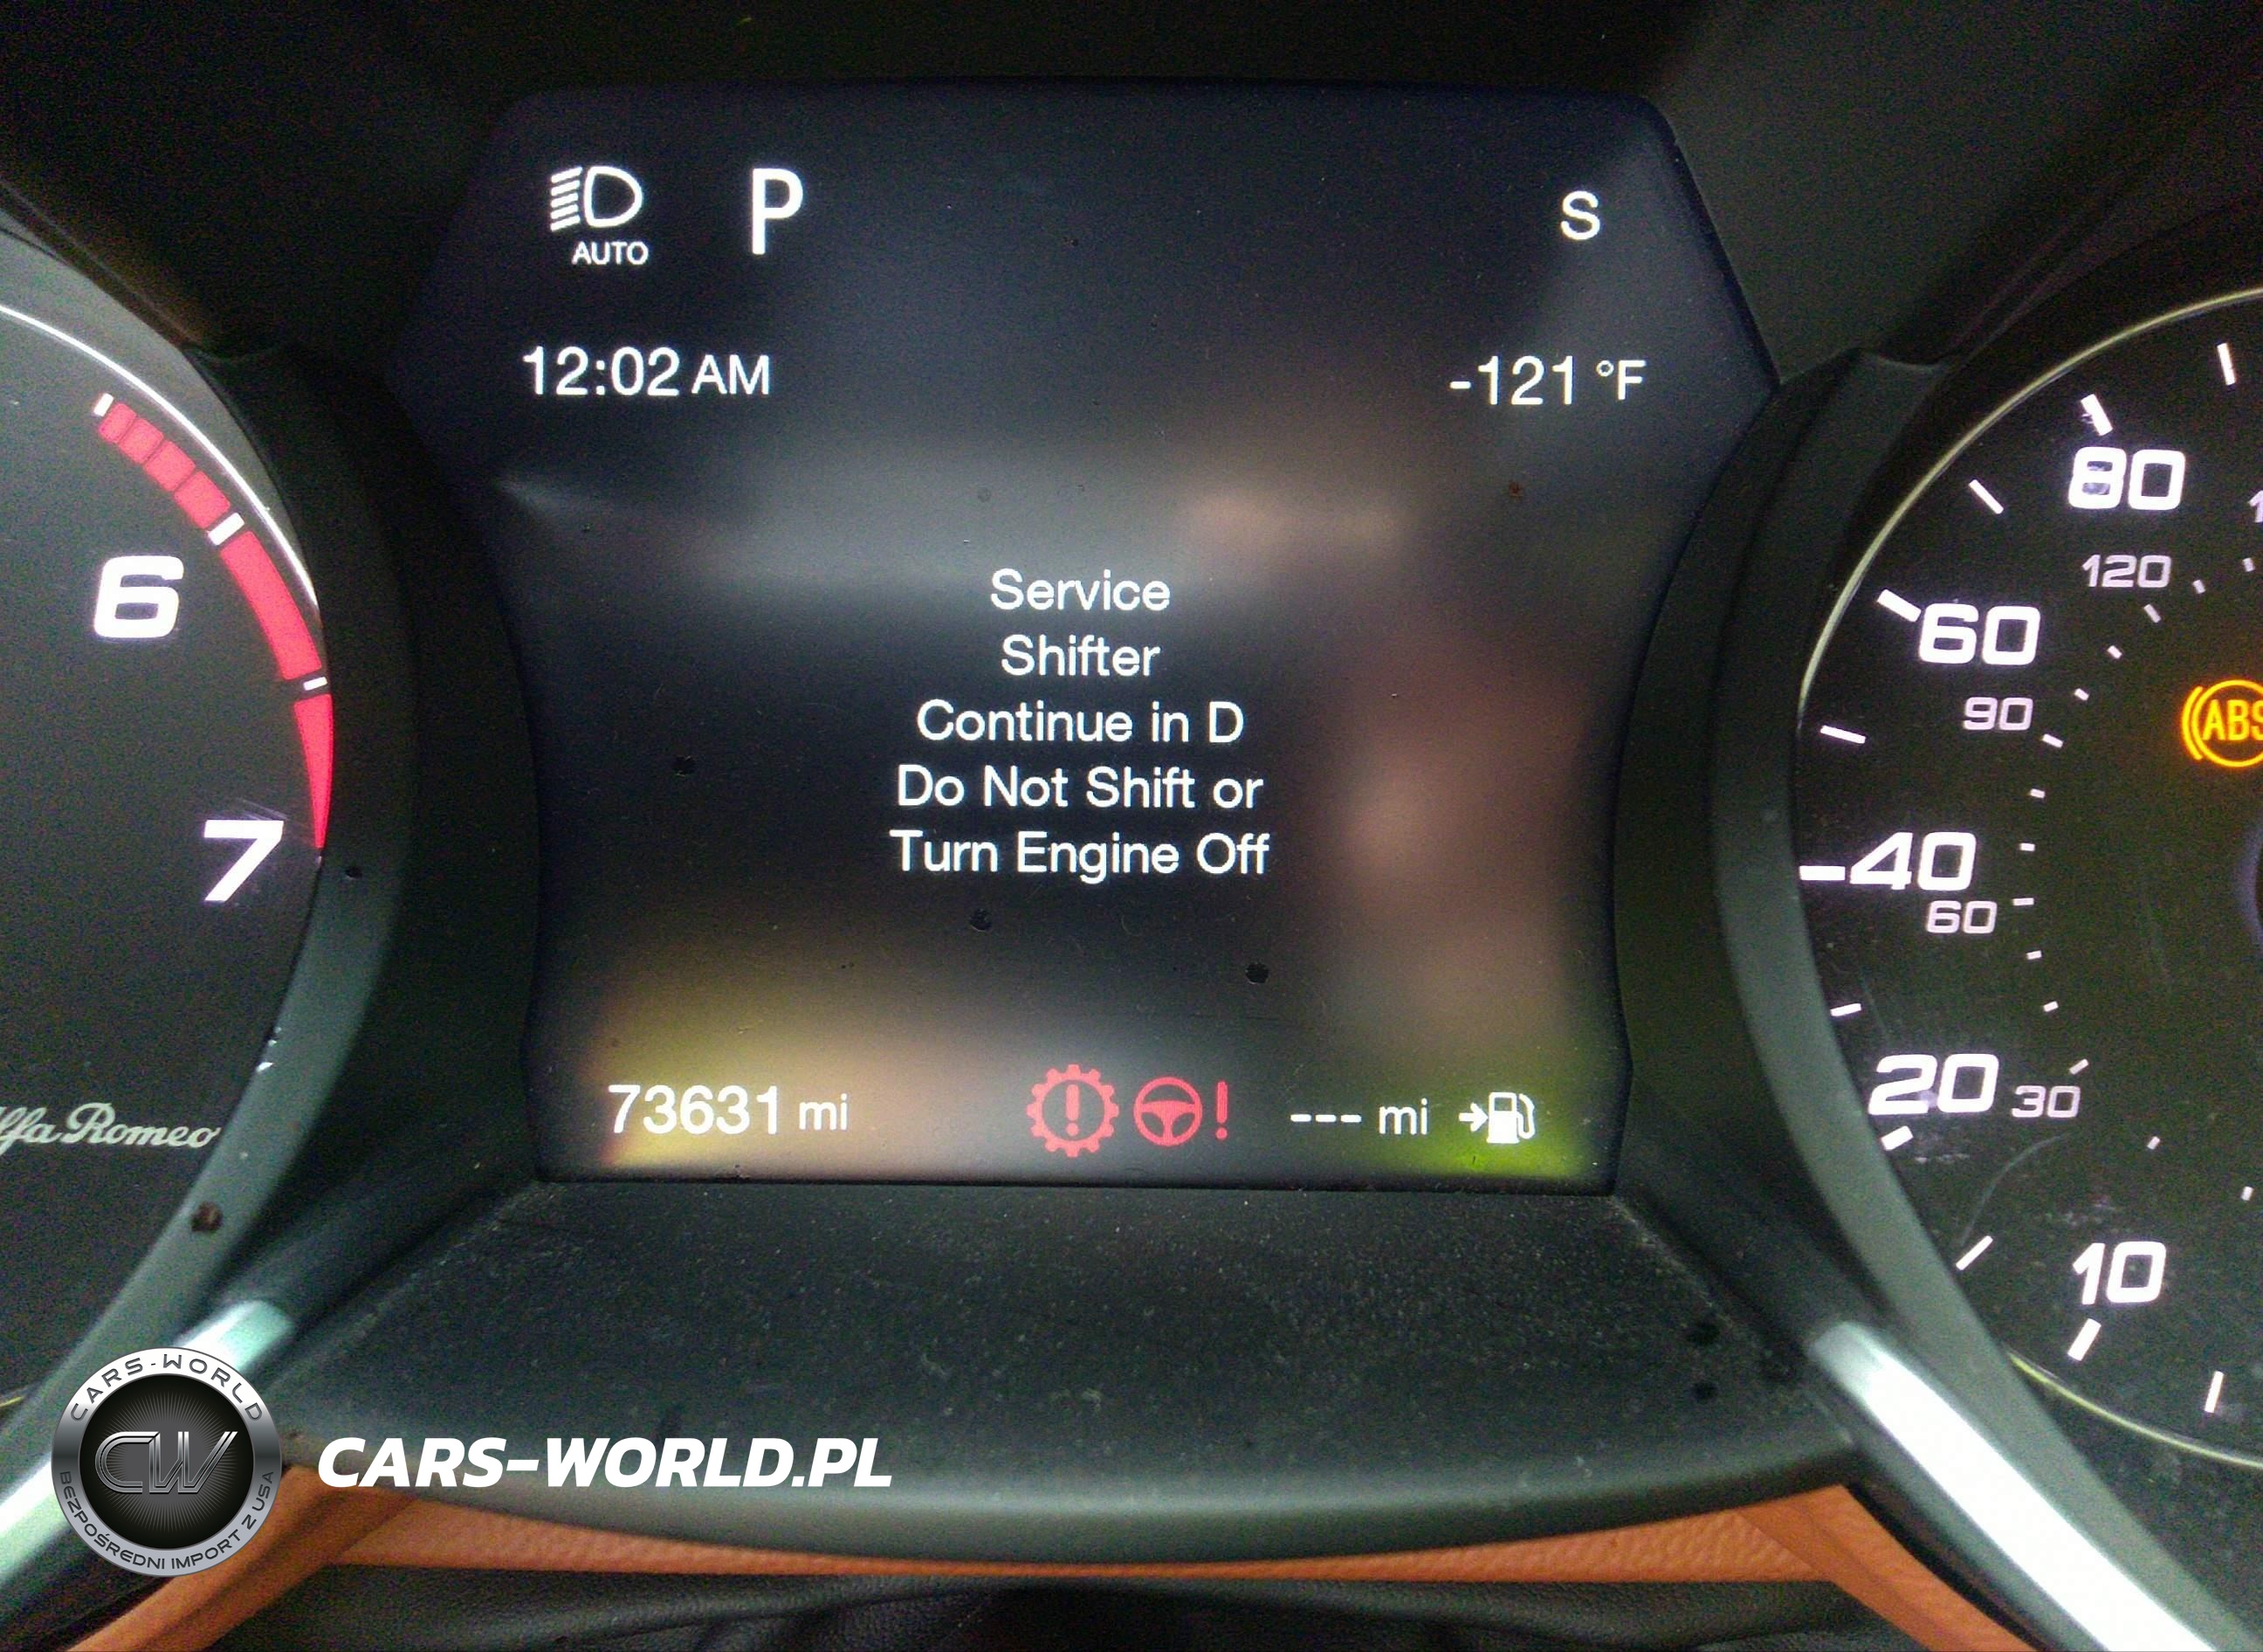 AUTO P S
12:02 AM -121 °F
Service
Shifter
Continue in D
Do Not Shift or
Turn Engine Off
73631 mi --- mi
6
7
Alfa Romeo
80
120
60
90
ABS
40
60
20 30
10
CARS-WORLD
CW
BEZPOŚREDNI IMPORT Z USA
CARS-WORLD.PL